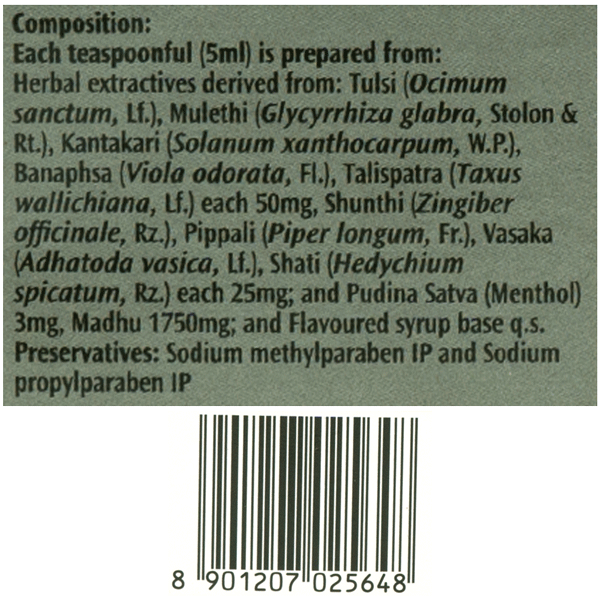 Composition:
Each teaspoonful (5ml) is prepared from:
Herbal extractives derived from: Tulsi (Ocimum
sanctum, Lf.), Mulethi (Glycyrrhiza glabra, Stolon &
Rt.), Kantakari (Solanum xanthocarpum, W.P.),
Banaphsa (Viola odorata, Fl.), Talispatra (Taxus
wallichiana, Lf.) each 50mg, Shunthi (Zingiber
officinale, Rz.), Pippali (Piper longum, Fr.), Vasaka
(Adhatoda vasica, Lf.), Shati (Hedychium
spicatum, Rz.) each 25mg; and Pudina Satva (Menthol)
3mg, Madhu 1750mg; and Flavoured syrup base q.s.
Preservatives: Sodium methylparaben IP and Sodium
propylparaben IP
8 901207 025648